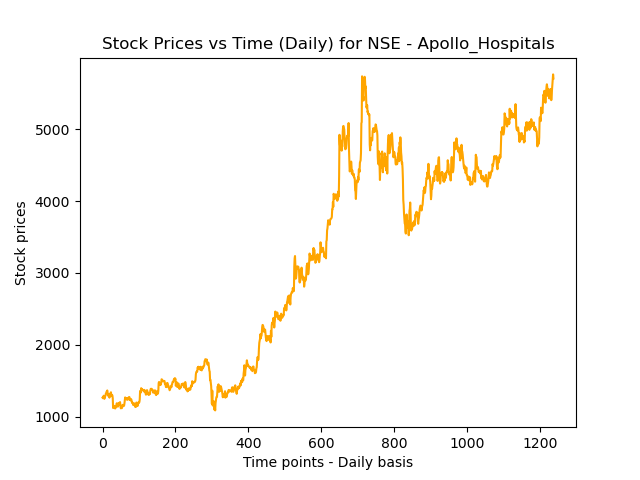 Stock Prices vs Time (Daily) for NSE - Apollo_Hospitals
Stock prices
5000
4000
3000
2000
1000
0 200 400 600 800 1000 1200
Time points - Daily basis